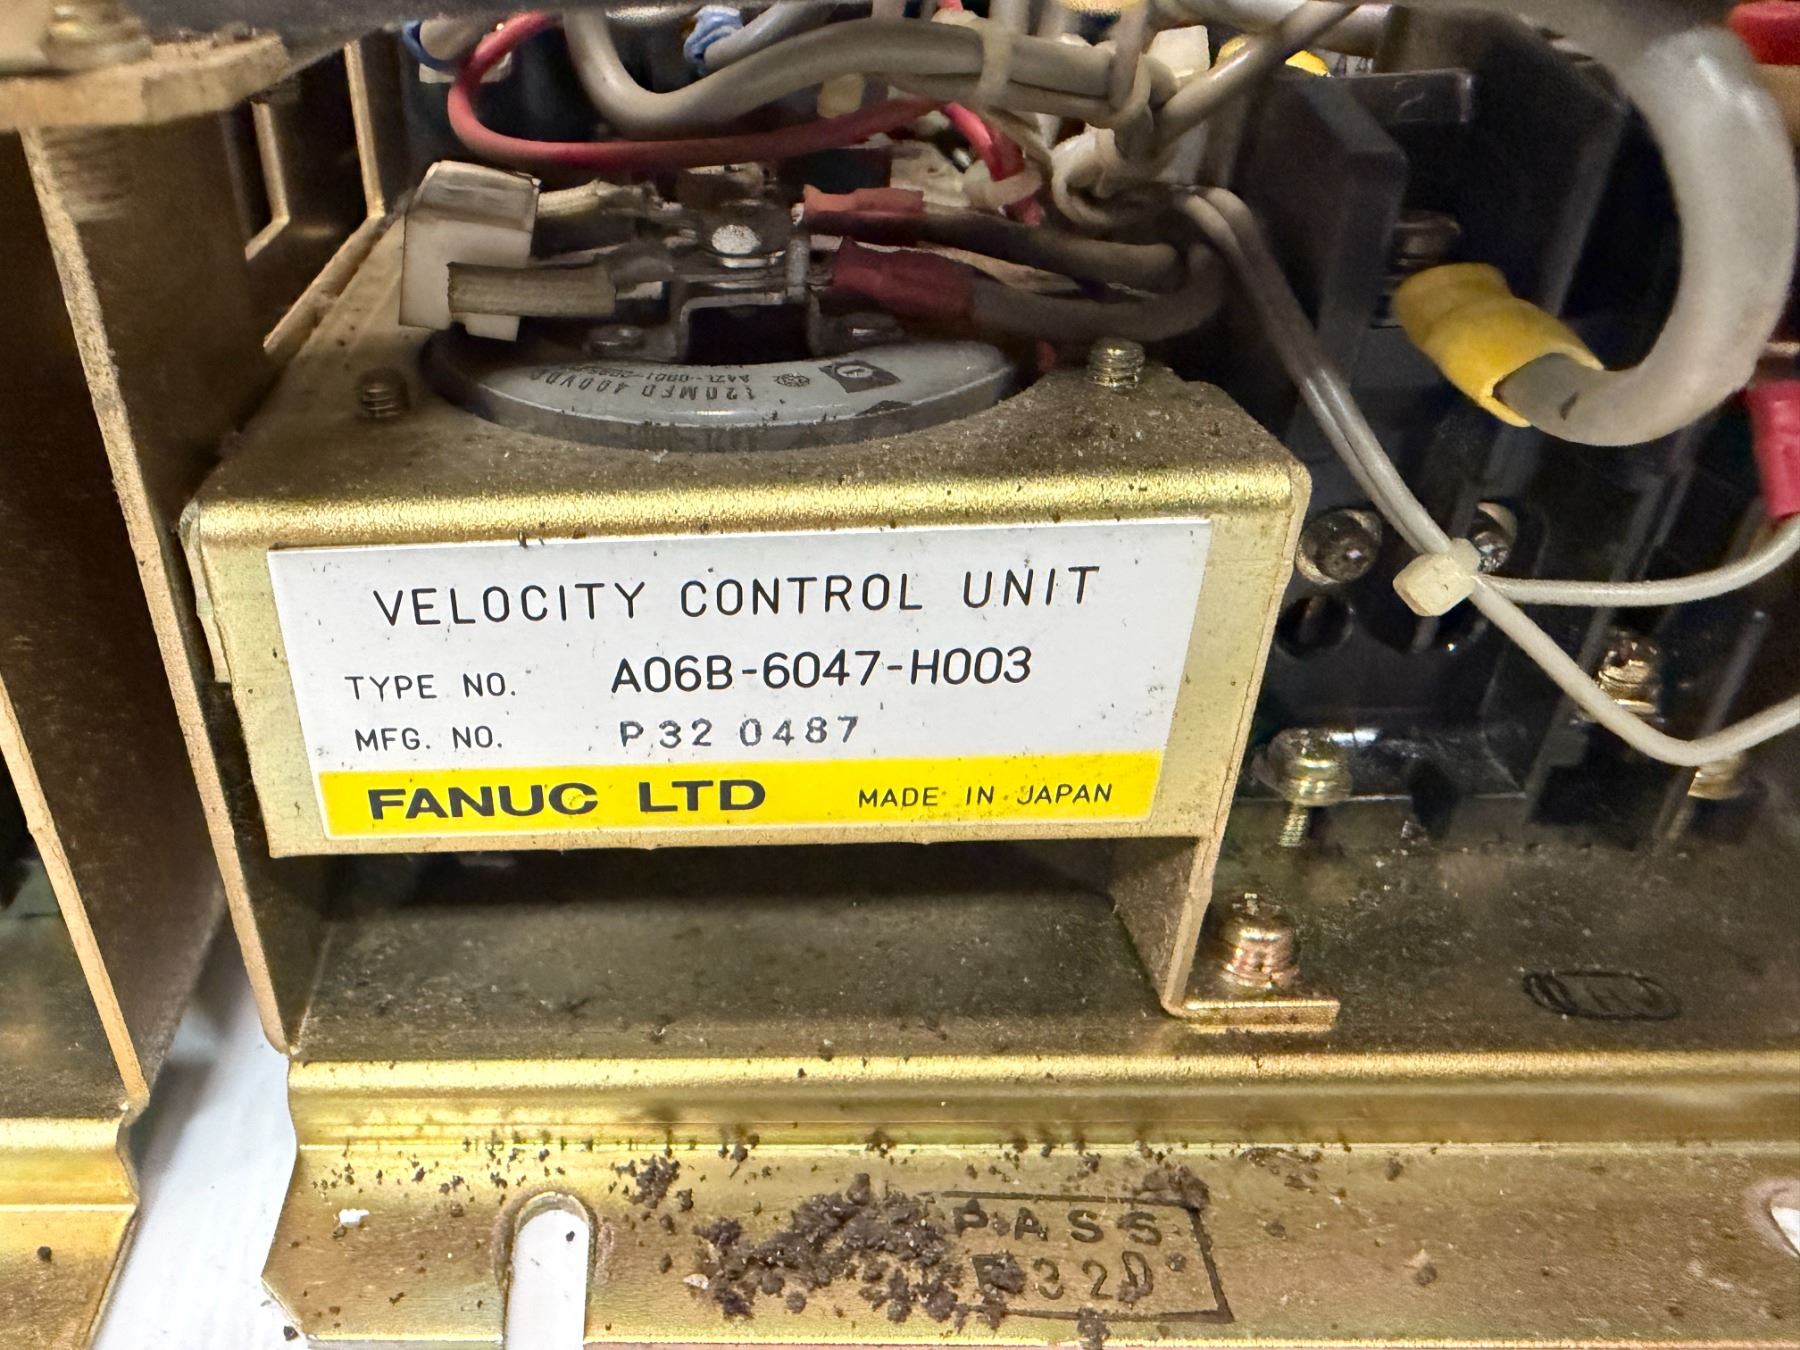 2
120MFD 400VDC
VELOCITY CONTROL UNIT
TYPE NO. A06B-6047-H003
MFG. NO. P32 0487
FANUC LTD MADE IN JAPAN
PASS